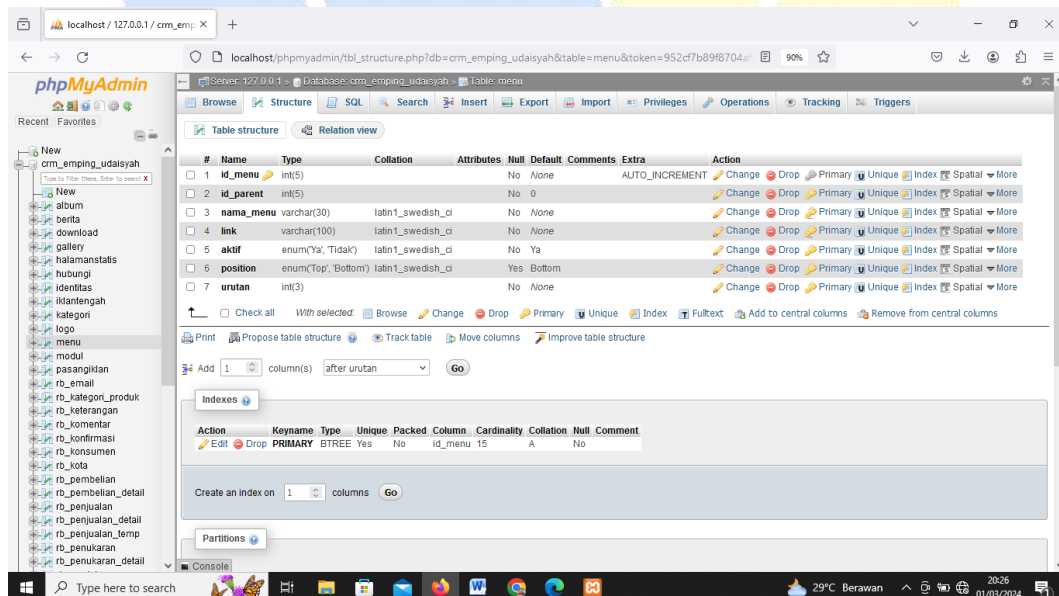 localhost / 127.0.0.1 / crm_emp
localhost/phpmyadmin/tbl_structure.php?db=crm_emping_udaisyah&table=menu&token=952cf7b89f8704a
90%
phpMyAdmin
Recent Favorites
New
crm_emping_udaisyah
Type to filter these, Enter to search X
New
album
berita
download
gallery
halamanstatis
hubungi
identitas
iklantengah
kategori
logo
menu
modul
pasangiklan
rb_email
rb_kategori_produk
rb_keterangan
rb_komentar
rb_konfirmasi
rb_konsumen
rb_kota
rb_pembelian
rb_pembelian_detail
rb_penjualan
rb_penjualan_detail
rb_penjualan_temp
rb_penukaran
rb_penukaran_detail
Server: 127.0.0.1 » Database: crm_emping_udaisyah » Table: menu
Browse Structure SQL Search Insert Export Import Privileges Operations Tracking Triggers
Table structure Relation view
# Name Type Collation Attributes Null Default Comments Extra Action
1 id_menu int(5) No None AUTO_INCREMENT Change Drop Primary Unique Index Spatial More
2 id_parent int(5) No 0 Change Drop Primary Unique Index Spatial More
3 nama_menu varchar(30) latin1_swedish_ci No None Change Drop Primary Unique Index Spatial More
4 link varchar(100) latin1_swedish_ci No None Change Drop Primary Unique Index Spatial More
5 aktif enum('Ya', 'Tidak') latin1_swedish_ci No Ya Change Drop Primary Unique Index Spatial More
6 position enum('Top', 'Bottom') latin1_swedish_ci Yes Bottom Change Drop Primary Unique Index Spatial More
7 urutan int(3) No None Change Drop Primary Unique Index Spatial More
Check all With selected: Browse Change Drop Primary Unique Index Fulltext Add to central columns Remove from central columns
Print Propose table structure Track table Move columns Improve table structure
Add 1 column(s) after urutan Go
Indexes
Action Keyname Type Unique Packed Column Cardinality Collation Null Comment
Edit Drop PRIMARY BTREE Yes No id_menu 15 A No
Create an index on 1 columns Go
Partitions
Console
Type here to search
29°C Berawan
20:26
01/03/2024